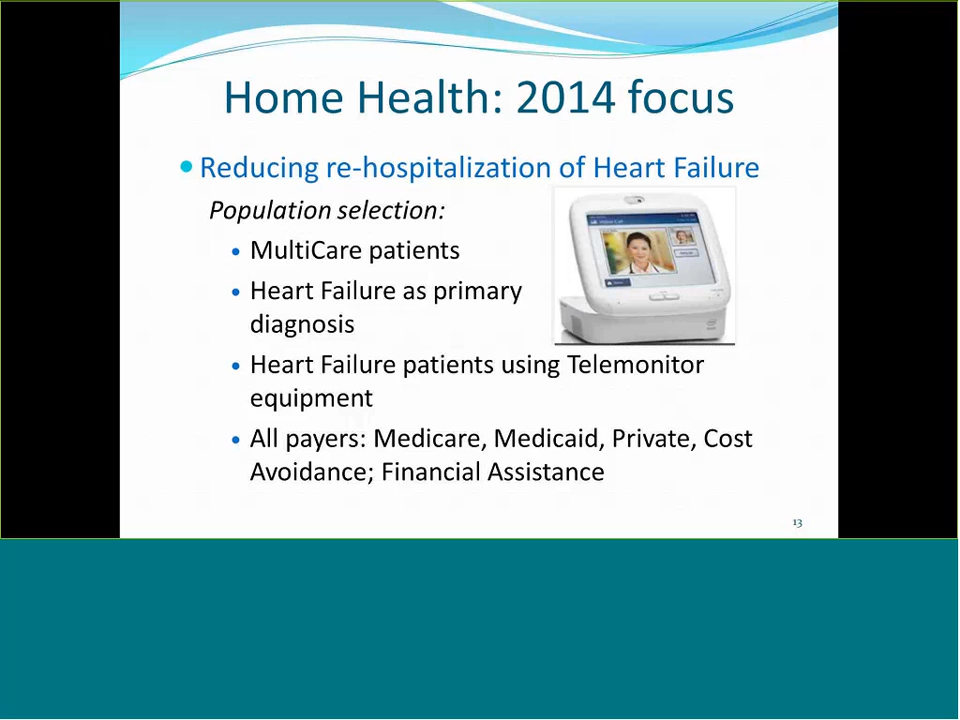 Home Health: 2014 focus
Reducing re-hospitalization of Heart Failure
Population selection:
MultiCare patients
Heart Failure as primary
diagnosis
Heart Failure patients using Telemonitor
equipment
All payers: Medicare, Medicaid, Private, Cost
Avoidance; Financial Assistance
13